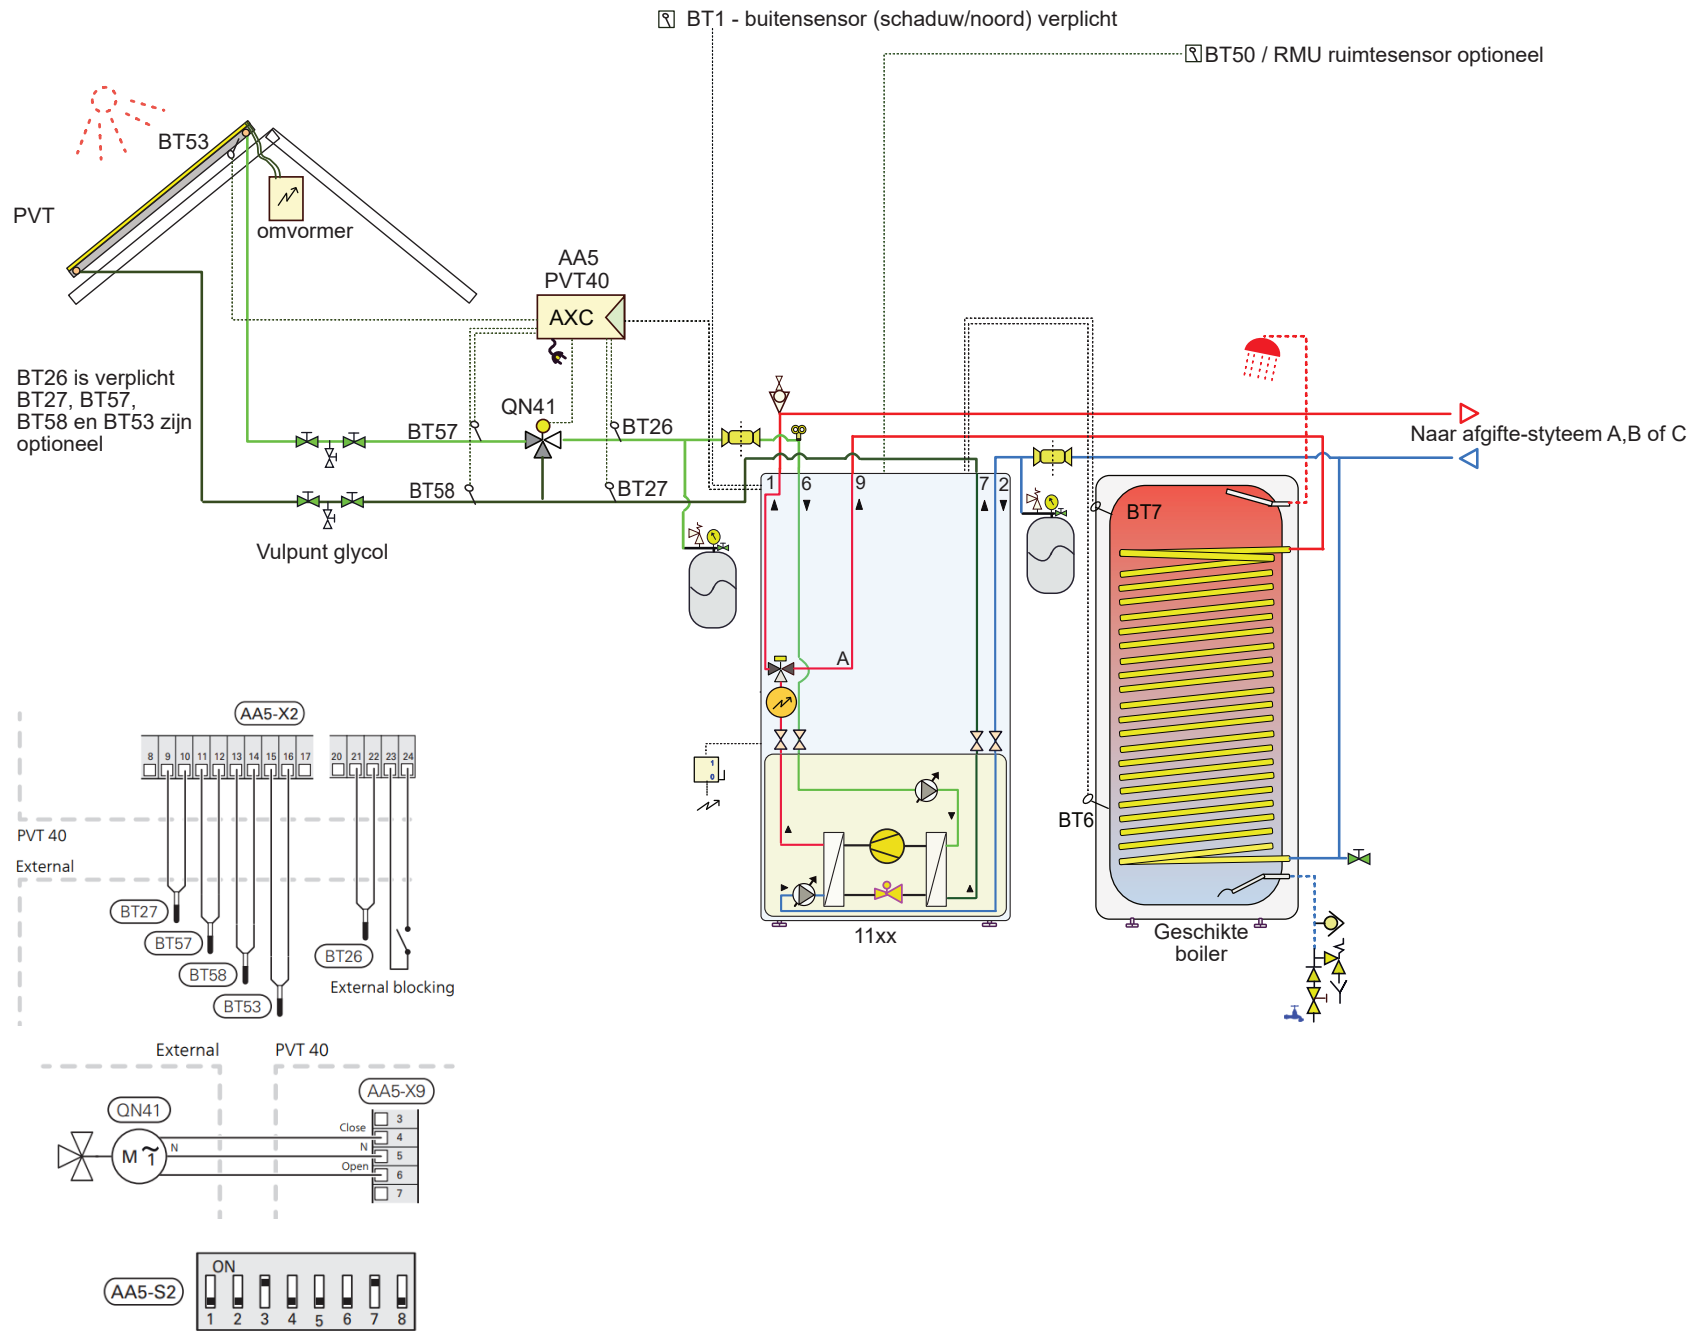 BT1 - buitensensor (schaduw/noord) verplicht
BT50 / RMU ruimtesensor optioneel
BT53
PVT
omvormer
AA5
PVT40
AXC
BT26 is verplicht
BT27, BT57,
BT58 en BT53 zijn
optioneel
QN41
BT57
BT26
BT58
BT27
Vulpunt glycol
Naar afgifte-styteem A,B of C
1 6 9 7 2
BT7
A
1
0
BT6
11xx
Geschikte
boiler
AA5-X2
8 9 10 11 12 13 14 15 16 17 20 21 22 23 24
PVT 40
External
BT27
BT57
BT58
BT53
BT26
External blocking
External PVT 40
AA5-X9
QN41
3
Close 4
M 1 N N 5
Open 6
7
AA5-S2
ON
1 2 3 4 5 6 7 8